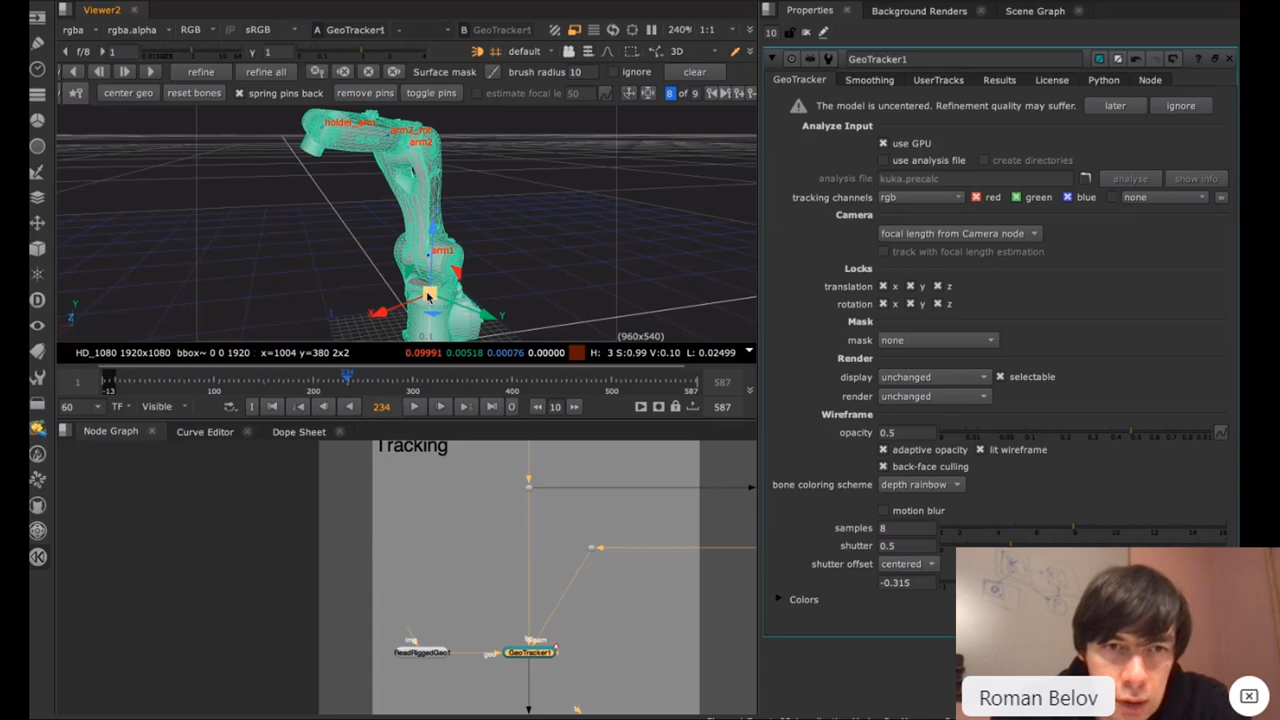 Viewer2
rgba
rgba.alpha
RGB
sRGB
A GeoTracker1
-
B GeoTracker1
240%
1:1
f/8
1
Y 1
default
3D
refine
refine all
Surface mask
brush radius 10
ignore
clear
center geo
reset bones
spring pins back
remove pins
toggle pins
estimate focal le
50
8 of 9
holder_arm
arm2
arm1
X
Y
Y
0.1
(960x540)
HD_1080 1920x1080 bbox~ 0 0 1920 : x=1004 y=380 2x2
0.09991 0.00518 0.00076 0.00000
H: 3 S:0.99 V:0.10 L: 0.02499
1
-13
100
200
234
300
400
500
587
587
60
TF
Visible
234
10
587
Node Graph
Curve Editor
Dope Sheet
Tracking
img
ReadRiggedGeo1
geo
GeoTracker1
Properties
Background Renders
Scene Graph
10
GeoTracker1
GeoTracker
Smoothing
UserTracks
Results
License
Python
Node
The model is uncentered. Refinement quality may suffer.
later
ignore
Analyze Input
use GPU
use analysis file
create directories
analysis file
kuka.precalc
analyse
show info
tracking channels
rgb
red
green
blue
none
Camera
focal length from Camera node
track with focal length estimation
Locks
translation
x
y
z
rotation
x
y
z
Mask
mask
none
Render
display
unchanged
selectable
render
unchanged
Wireframe
opacity
0.5
adaptive opacity
lit wireframe
back-face culling
bone coloring scheme
depth rainbow
motion blur
samples
8
shutter
0.5
shutter offset
centered
-0.315
Colors
Roman Belov